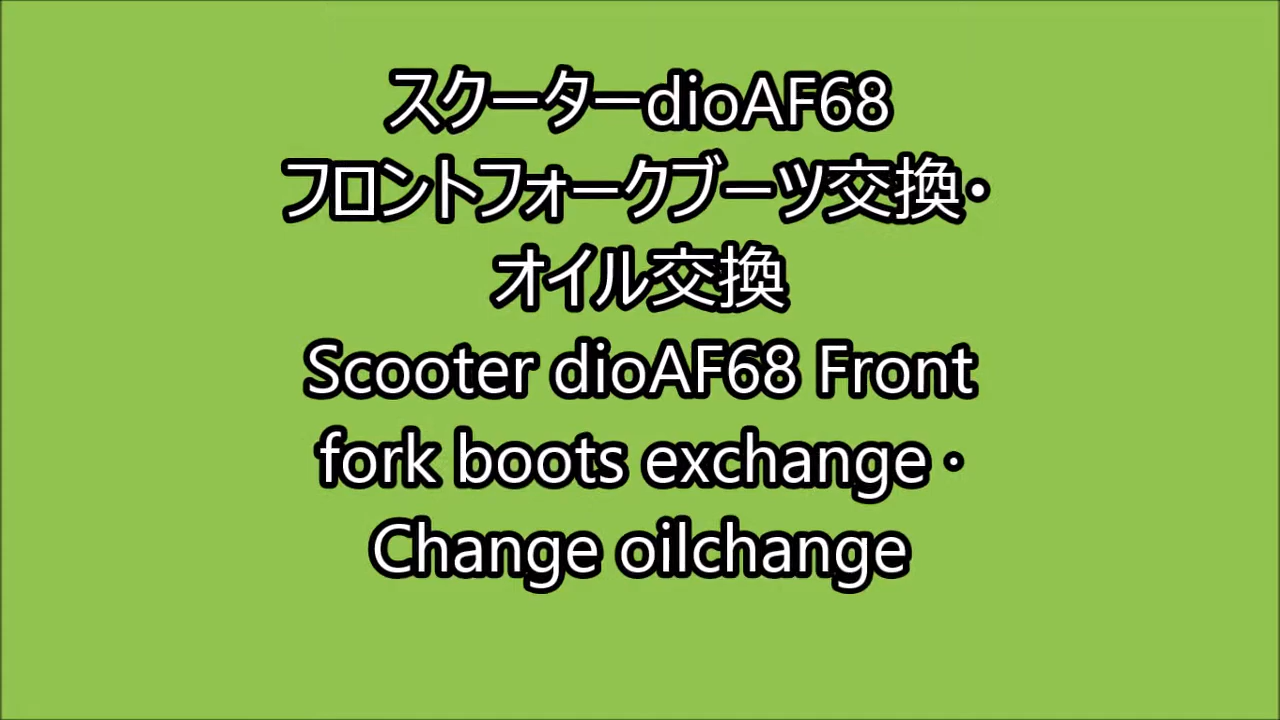 スクーターdioAF68
フロントフォークブーツ交換・
オイル交換
Scooter dioAF68 Front
fork boots exchange・
Change oilchange